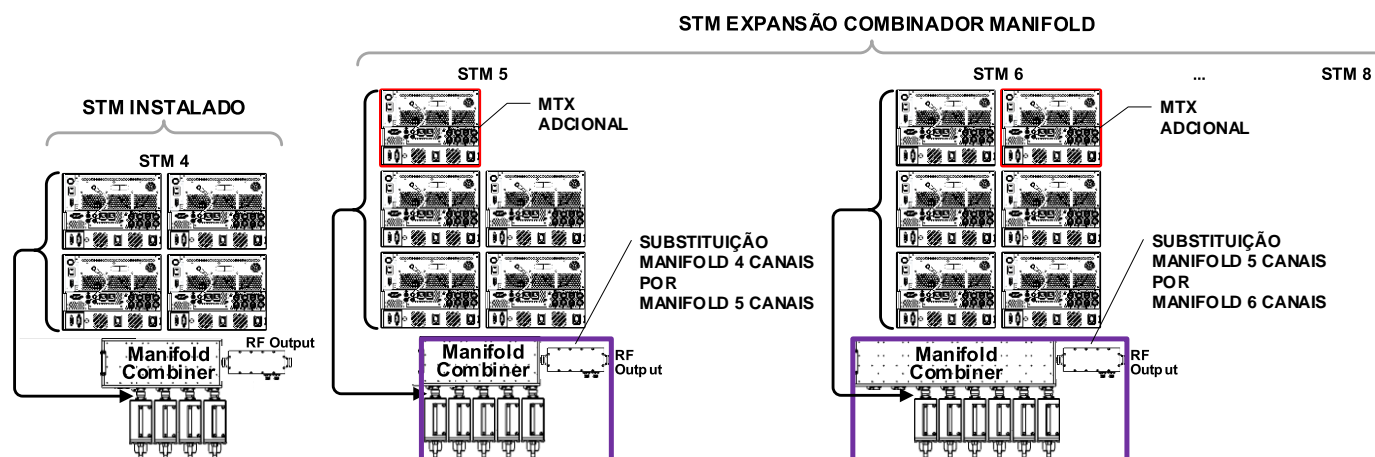 STM EXPANSÃO COMBINADOR MANIFOLD
STM INSTALADO
STM 4
RF Output
Manifold
Combiner
STM 5
MTX
ADCIONAL
SUBSTITUIÇÃO
MANIFOLD 4 CANAIS
POR
MANIFOLD 5 CANAIS
Manifold
Combiner
RF
Output
STM 6
...
STM 8
MTX
ADCIONAL
SUBSTITUIÇÃO
MANIFOLD 5 CANAIS
POR
MANIFOLD 6 CANAIS
Manifold
Combiner
RF
Output